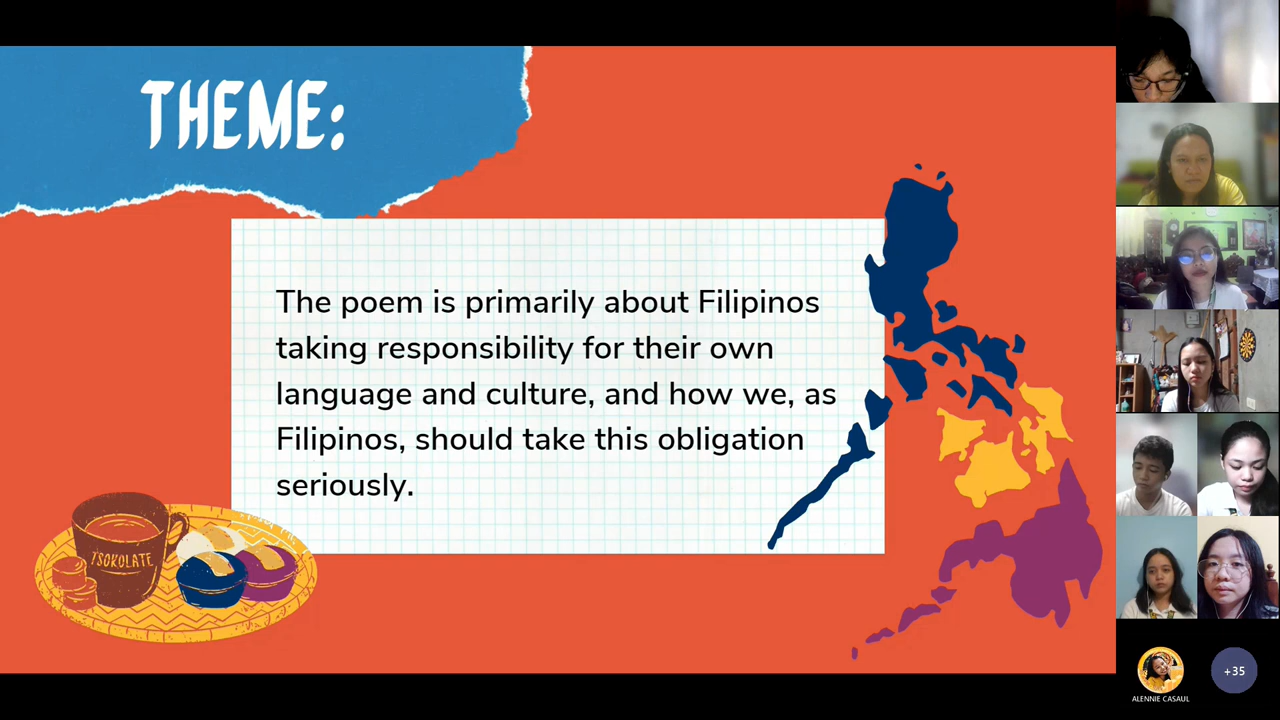 THEME:
The poem is primarily about Filipinos
taking responsibility for their own
language and culture, and how we, as
Filipinos, should take this obligation
seriously.
TSOKOLATE
+35
ALENNIE CASAUL